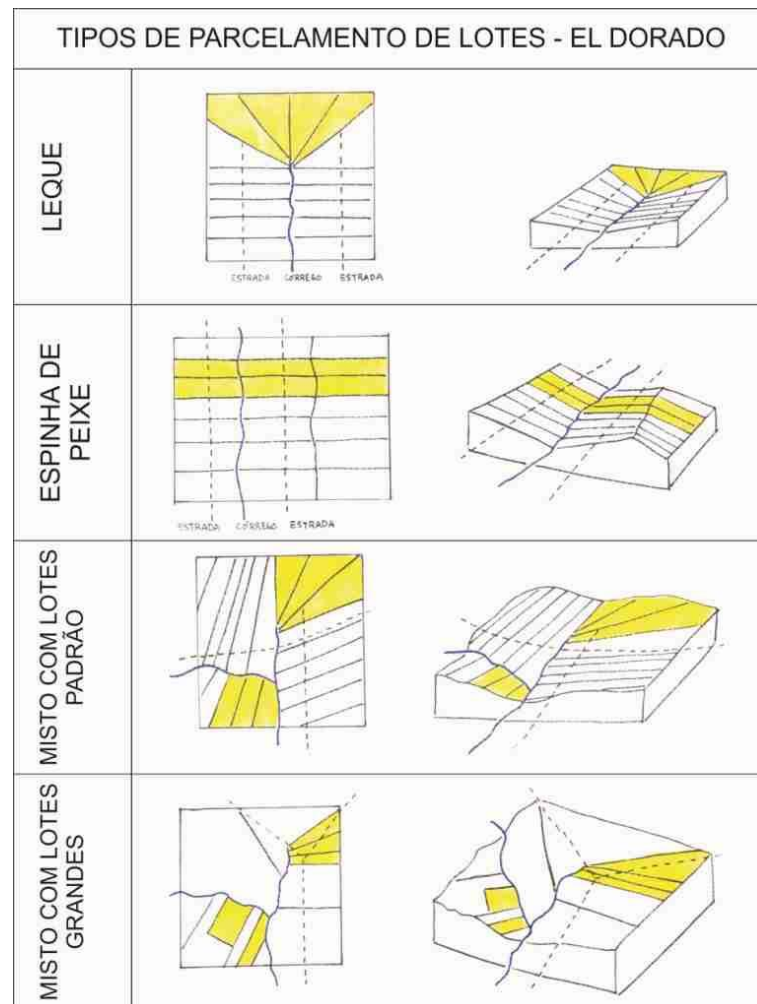 TIPOS DE PARCELAMENTO DE LOTES - EL DORADO
LEQUE
ESTRADA CÓRREGO ESTRADA
ESPINHA DE
PEIXE
ESTRADA CÓRREGO ESTRADA
MISTO COM LOTES
PADRÃO
MISTO COM LOTES
GRANDES